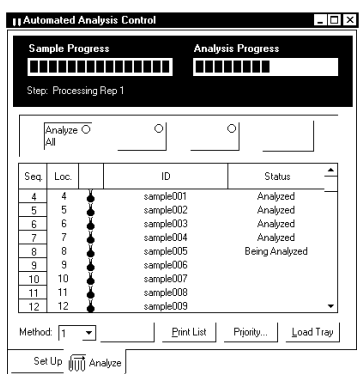 Automated Analysis Control
Sample Progress Analysis Progress
Step: Processing Rep 1
Analyze All
Seq. Loc. ID Status
4 4 sample001 Analyzed
5 5 sample002 Analyzed
6 6 sample003 Analyzed
7 7 sample004 Analyzed
8 8 sample005 Being Analyzed
9 9 sample006
10 10 sample007
11 11 sample008
12 12 sample009
Method: 1 Print List Priority... Load Tray
Set Up Analyze